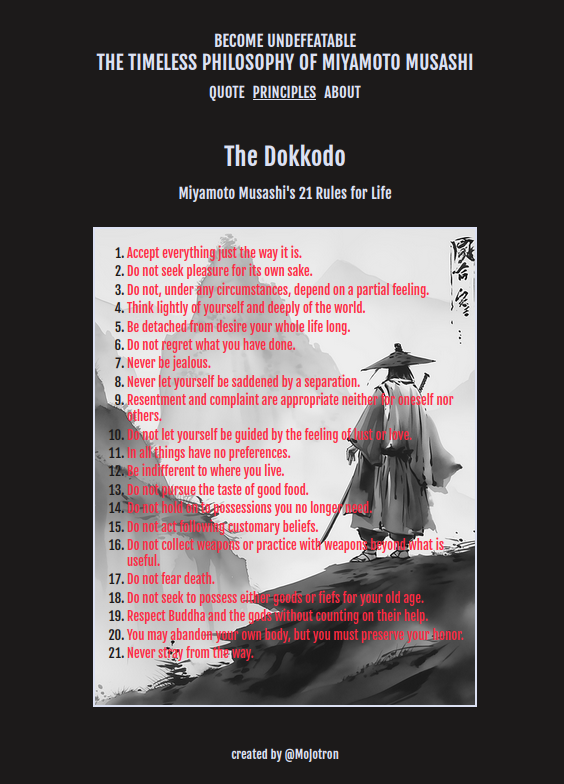 BECOME UNDEFEATABLE
THE TIMELESS PHILOSOPHY OF MIYAMOTO MUSASHI
QUOTE PRINCIPLES ABOUT
The Dokkodo
Miyamoto Musashi's 21 Rules for Life
1. Accept everything just the way it is.
2. Do not seek pleasure for its own sake.
3. Do not, under any circumstances, depend on a partial feeling.
4. Think lightly of yourself and deeply of the world.
5. Be detached from desire your whole life long.
6. Do not regret what you have done.
7. Never be jealous.
8. Never let yourself be saddened by a separation.
9. Resentment and complaint are appropriate neither for oneself nor
others.
10. Do not let yourself be guided by the feeling of lust or love.
11. In all things have no preferences.
12. Be indifferent to where you live.
13. Do not pursue the taste of good food.
14. Do not hold on to possessions you no longer need.
15. Do not act following customary beliefs.
16. Do not collect weapons or practice with weapons beyond what is
useful.
17. Do not fear death.
18. Do not seek to possess either goods or fiefs for your old age.
19. Respect Buddha and the gods without counting on their help.
20. You may abandon your own body, but you must preserve your honor.
21. Never stray from the way.
created by @Mojotron